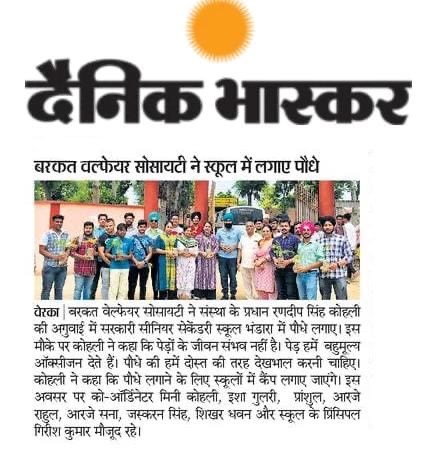 दैनिक भास्कर
बरकत वल्फेयर सोसायटी ने स्कूल में लगाए पौधे
वेरका| बरकत वेल्फेयर सोसायटी ने संस्था के प्रधान रणदीप सिंह कोहली
की अगुवाई में सरकारी सीनियर सेकेंडरी स्कूल भंडारा में पौधे लगाए। इस
मौके पर कोहली ने कहा कि पेड़ों के जीवन संभव नहीं है। पेड़ हमें बहुमूल्य
ऑक्सीजन देते हैं। पौधे की हमें दोस्त की तरह देखभाल करनी चाहिए।
कोहली ने कहा कि पौधे लगाने के लिए स्कूलों में कैंप लगाए जाएंगे। इस
अवसर पर को-ऑर्डिनेटर मिनी कोहली, इशा गुलरी, प्रांशुल, आरजे
राहुल, आरजे सना, जस्करन सिंह, शिखर धवन और स्कूल के प्रिंसिपल
गिरीश कुमार मौजूद रहे।